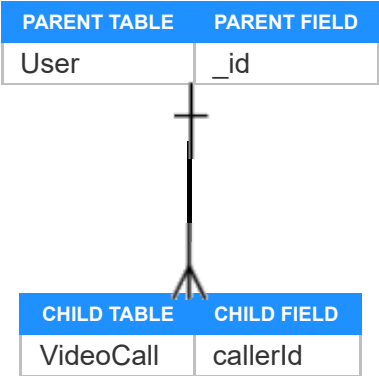 PARENT TABLE PARENT FIELD
User _id
CHILD TABLE CHILD FIELD
VideoCall callerId